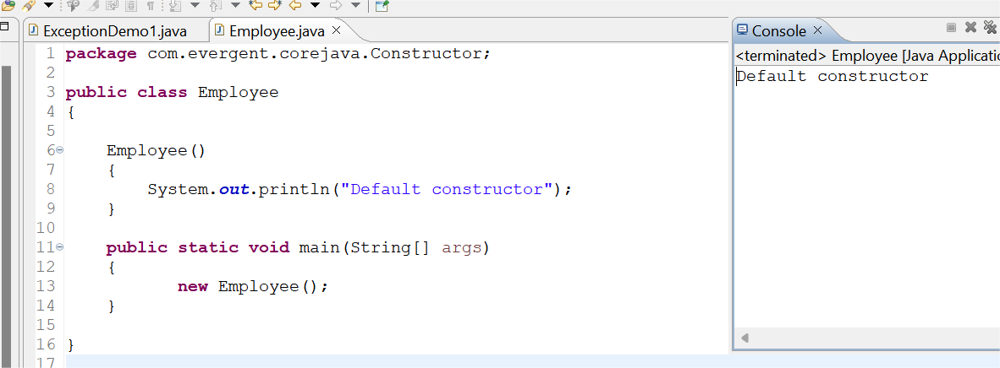 ExceptionDemo1.java
Employee.java
1 package com.evergent.corejava.Constructor;
2
3 public class Employee
4 {
5
6 Employee()
7 {
8 System.out.println("Default constructor");
9 }
10
11 public static void main(String[] args)
12 {
13 new Employee();
14 }
15
16 }
17
Console
<terminated> Employee [Java Applicatio
Default constructor